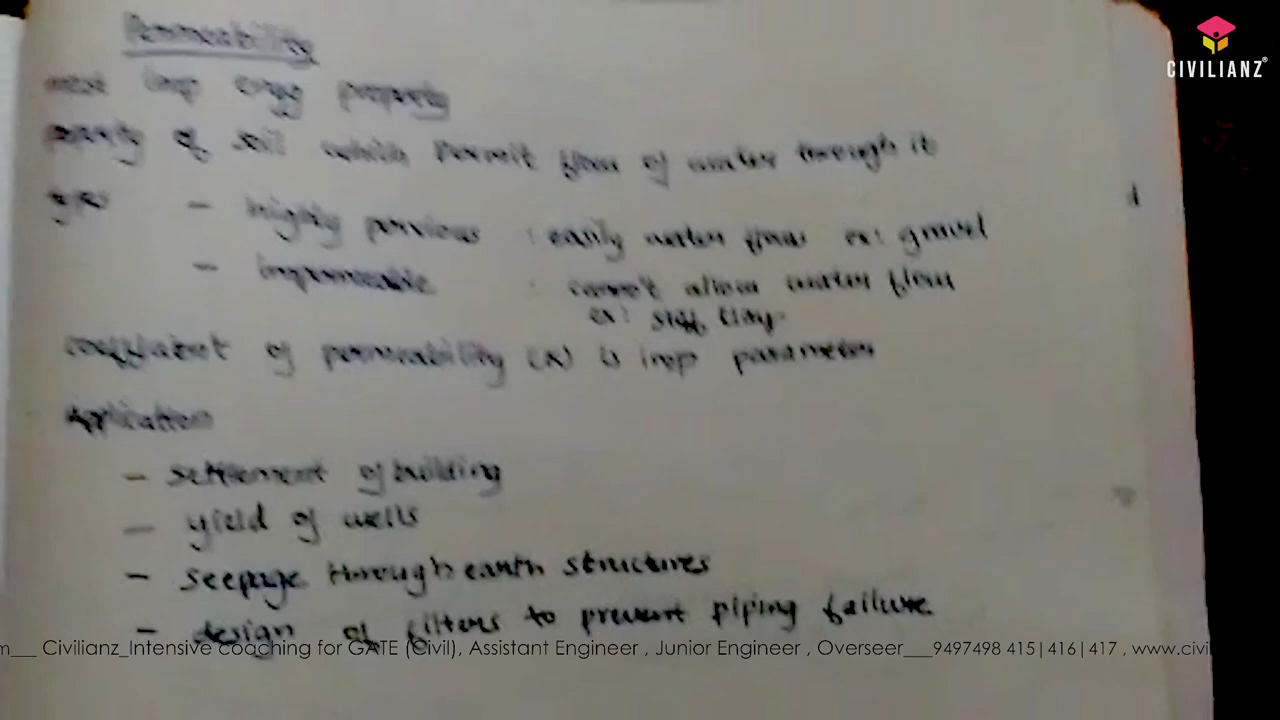 Permeability
most imp engg property
property of soil which permit flow of water through it
- highly pervious : easily water flows ex: gravel
- impermeable : cannot allow water flow
ex: stiff clay
coefficient of permeability (k) is imp parameter
Application
- settlement of building
- yield of wells
- seepage through earth structures
- design of filters to prevent piping failure
CIVILIANZ®
Civilianz_Intensive coaching for GATE (Civil), Assistant Engineer , Junior Engineer , Overseer___9497498 415|416|417 , www.civil